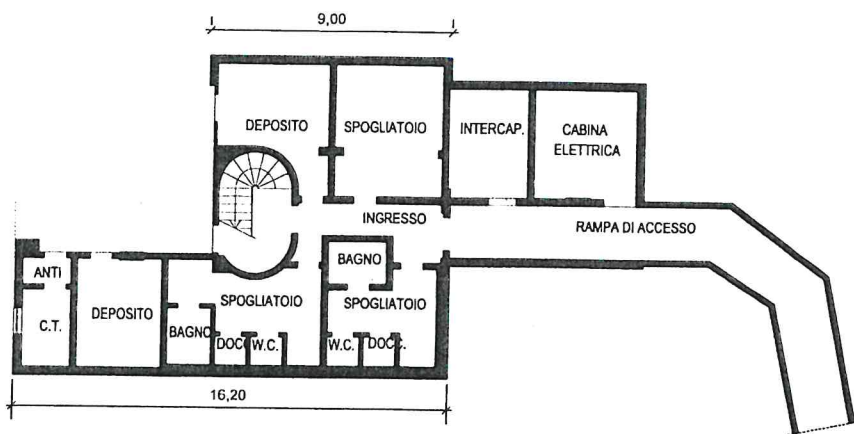 9,00
DEPOSITO
SPOGLIATOIO
INTERCAP.
CABINA
ELETTRICA
INGRESSO
RAMPA DI ACCESSO
BAGNO
ANTI
SPOGLIATOIO
SPOGLIATOIO
C.T.
DEPOSITO
BAGNO
DOCC.
W.C.
W.C.
DOCC.
16,20